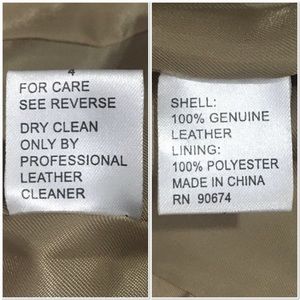 4
FOR CARE
SEE REVERSE
DRY CLEAN
ONLY BY
PROFESSIONAL
LEATHER
CLEANER
SHELL:
100% GENUINE
LEATHER
LINING:
100% POLYESTER
MADE IN CHINA
RN 90674